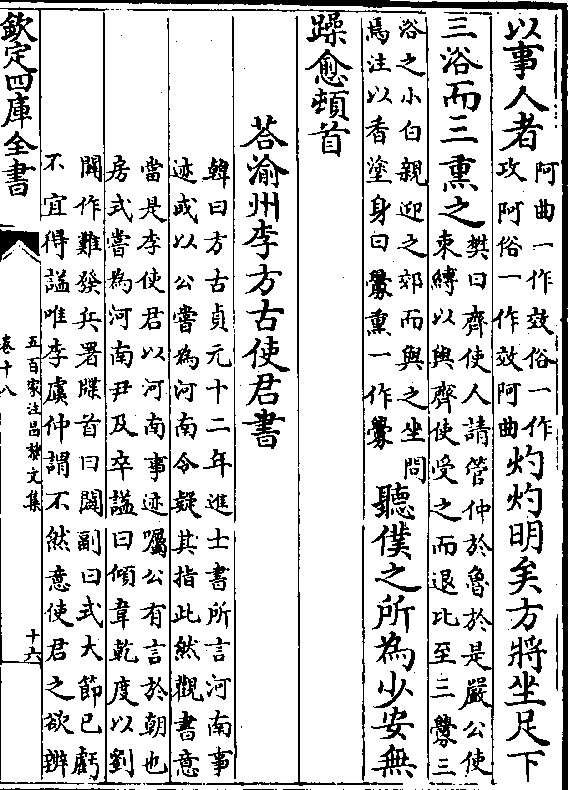 以事人者阿曲一作效俗一作
攻阿俗一作效阿曲灼灼明矣方將坐足下
三浴而三熏之樊曰齊使人請管仲於魯於是嚴公使
束縛以與齊使受之而退比至三釁三
浴之小白親迎之郊而與之坐問
焉注以香塗身曰釁熏一作釁聽僕之所為少安無
躁愈頓首
荅渝州李方古使君書
韓曰方古貞元十二年進士書所言河南事
迹或以公嘗為河南令疑其指此然觀書意
當是李使君以河南事迹囑公有言於朝也
房式嘗為河南尹及卒諡曰傾韋乾度以劉
闢作難發兵署牒首曰闢副曰式大節已虧
不宜得諡唯李虞仲謂不然意使君之欲辨
欽定四庫全書
五百家注昌黎文集
卷十八
十六